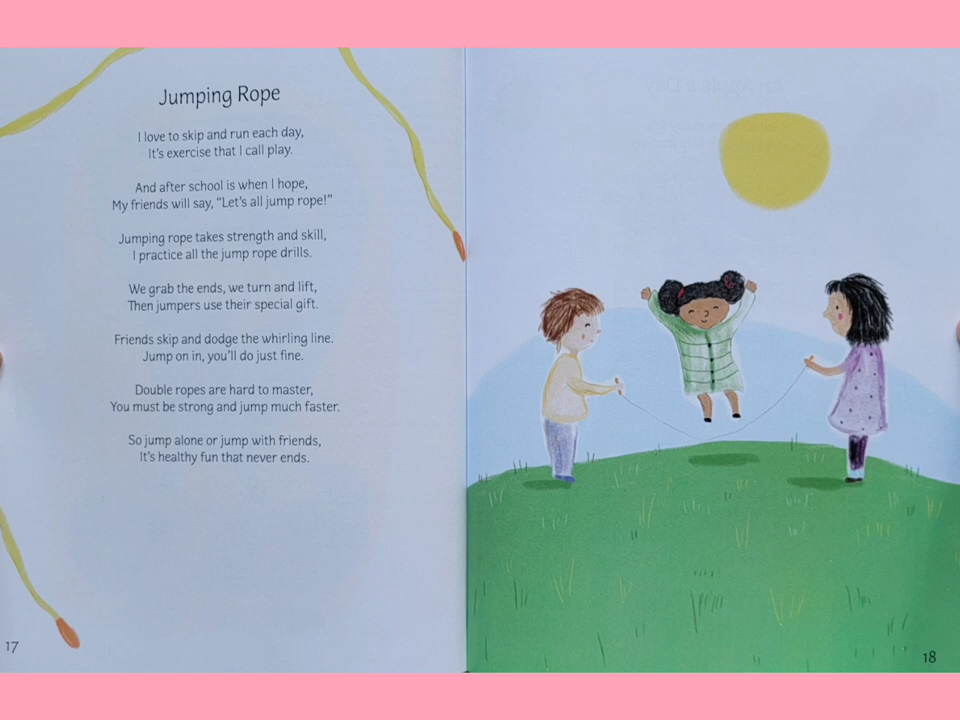 Jumping Rope
I love to skip and run each day,
It's exercise that I call play.
And after school is when I hope,
My friends will say, "Let's all jump rope!"
Jumping rope takes strength and skill,
I practice all the jump rope drills.
We grab the ends, we turn and lift,
Then jumpers use their special gift.
Friends skip and dodge the whirling line.
Jump on in, you'll do just fine.
Double ropes are hard to master,
You must be strong and jump much faster.
So jump alone or jump with friends,
It's healthy fun that never ends.
17
18